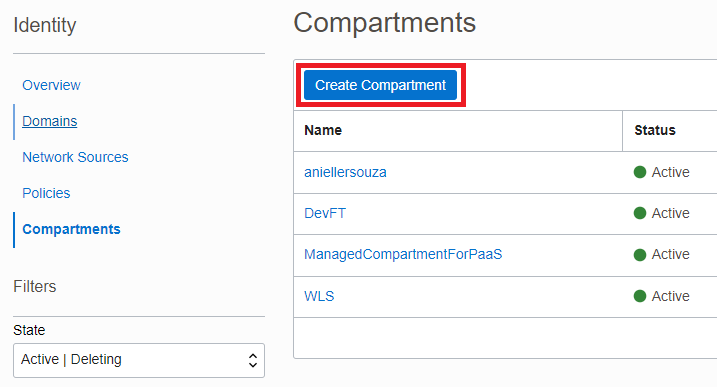 Identity
Overview
Domains
Network Sources
Policies
Compartments
Filters
State
Active | Deleting
Compartments
Create Compartment
Name Status
aniellersouza Active
DevFT Active
ManagedCompartmentForPaaS Active
WLS Active